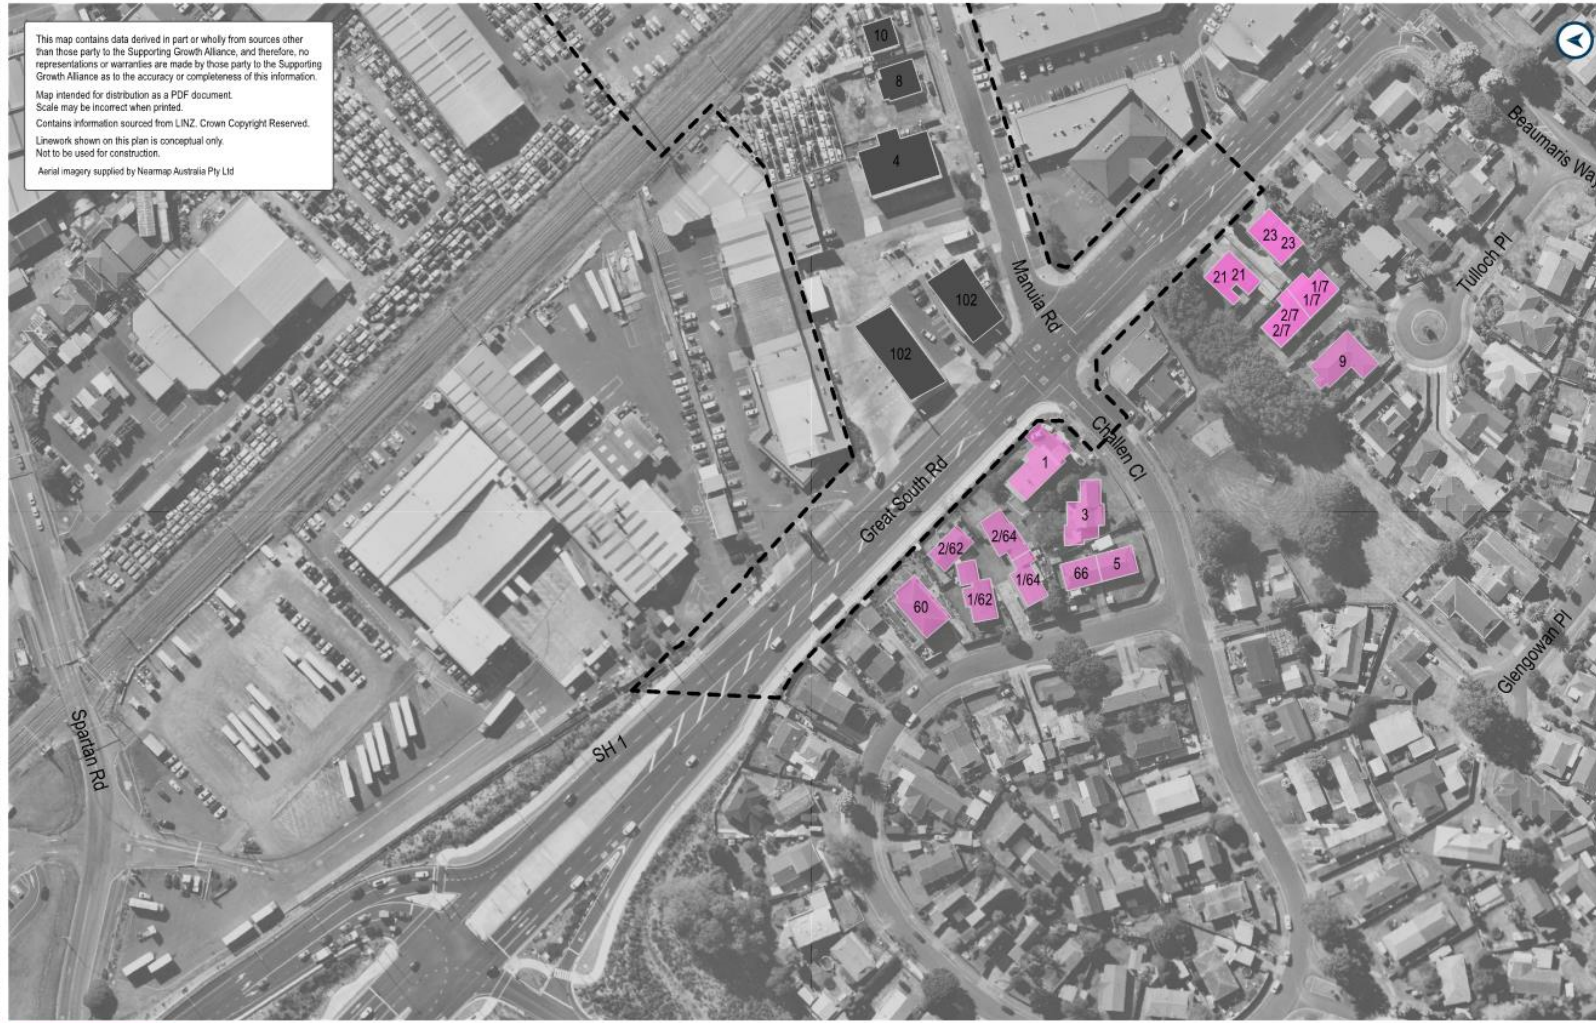 This map contains data derived in part or wholly from sources other
than those party to the Supporting Growth Alliance, and therefore, no
representations or warranties are made by those party to the Supporting
Growth Alliance as to the accuracy or completeness of this information.
Map intended for distribution as a PDF document.
Scale may be incorrect when printed.
Contains information sourced from LINZ. Crown Copyright Reserved.
Linework shown on this plan is conceptual only.
Not to be used for construction.
Aerial imagery supplied by Nearmap Australia Pty Ltd
10
8
4
Beaumaris Wa
23 23
21 21
Tulloch Pl
Manuia Rd
102
1/7
1/7
2/7
2/7
102
9
Challen Cl
1
Great South Rd
3
2/64
2/62
5
66
1/64
1/62
60
Glengowan Pl
SH 1
Spartan Rd